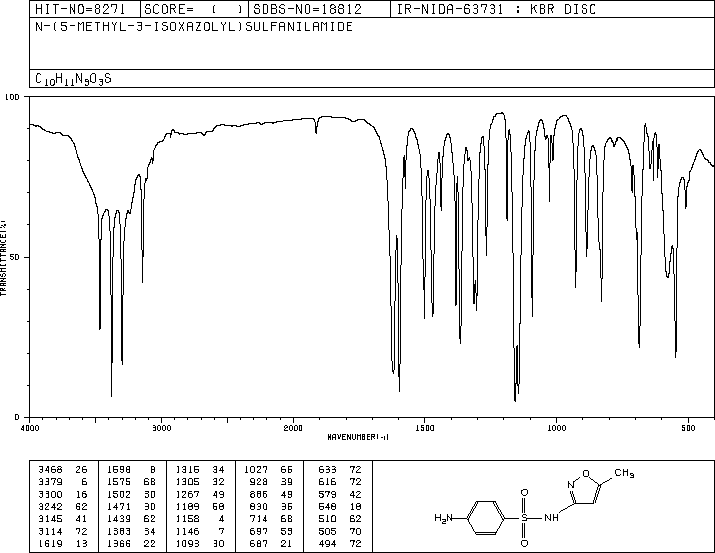 HIT-NO=8271 SCORE= ( ) SDBS-NO=18812 IR-NIDA-63731 : KBR DISC
N-(5-METHYL-3-ISOXAZOLYL)SULFANILAMIDE
C10H11N3O3S
100
50
0
TRANSMITTANCE(%)
4000 3000 2000 1500 1000 500
WAVENUMBER(-1)
3468 26 1598 8 1316 34 1027 66 633 72
3379 6 1575 68 1305 32 928 39 616 72
3300 16 1502 30 1267 49 886 49 579 42
3242 62 1471 30 1189 60 830 36 548 18
3145 41 1439 62 1158 4 714 68 510 62
3114 72 1383 34 1146 7 697 59 505 70
1619 13 1366 22 1093 30 687 21 494 72
CH3
O
N
O
H2N S NH
O